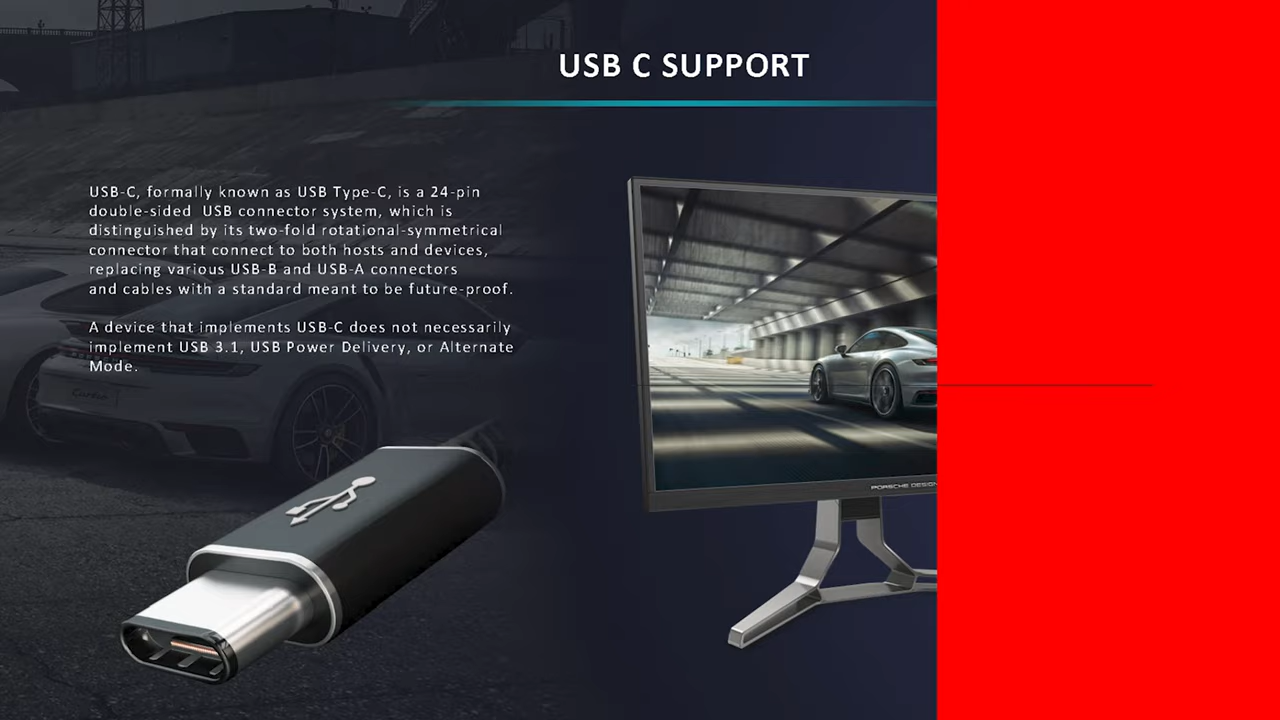 USB C SUPPORT
USB-C, formally known as USB Type-C, is a 24-pin
double-sided  USB connector system, which is
distinguished by its two-fold rotational-symmetrical
connector that connect to both hosts and devices,
replacing various USB-B and USB-A connectors
and cables with a standard meant to be future-proof.
A device that implements USB-C does not necessarily
implement USB 3.1, USB Power Delivery, or Alternate
Mode.
PORSCHE DESIGN